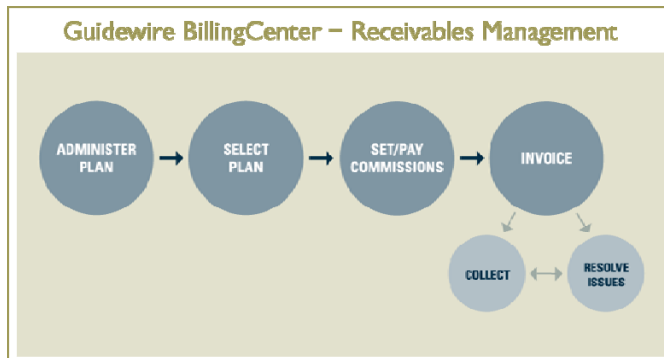 Guidewire BillingCenter – Receivables Management
ADMINISTER
PLAN
SELECT
PLAN
SET/PAY
COMMISSIONS
INVOICE
COLLECT
RESOLVE
ISSUES